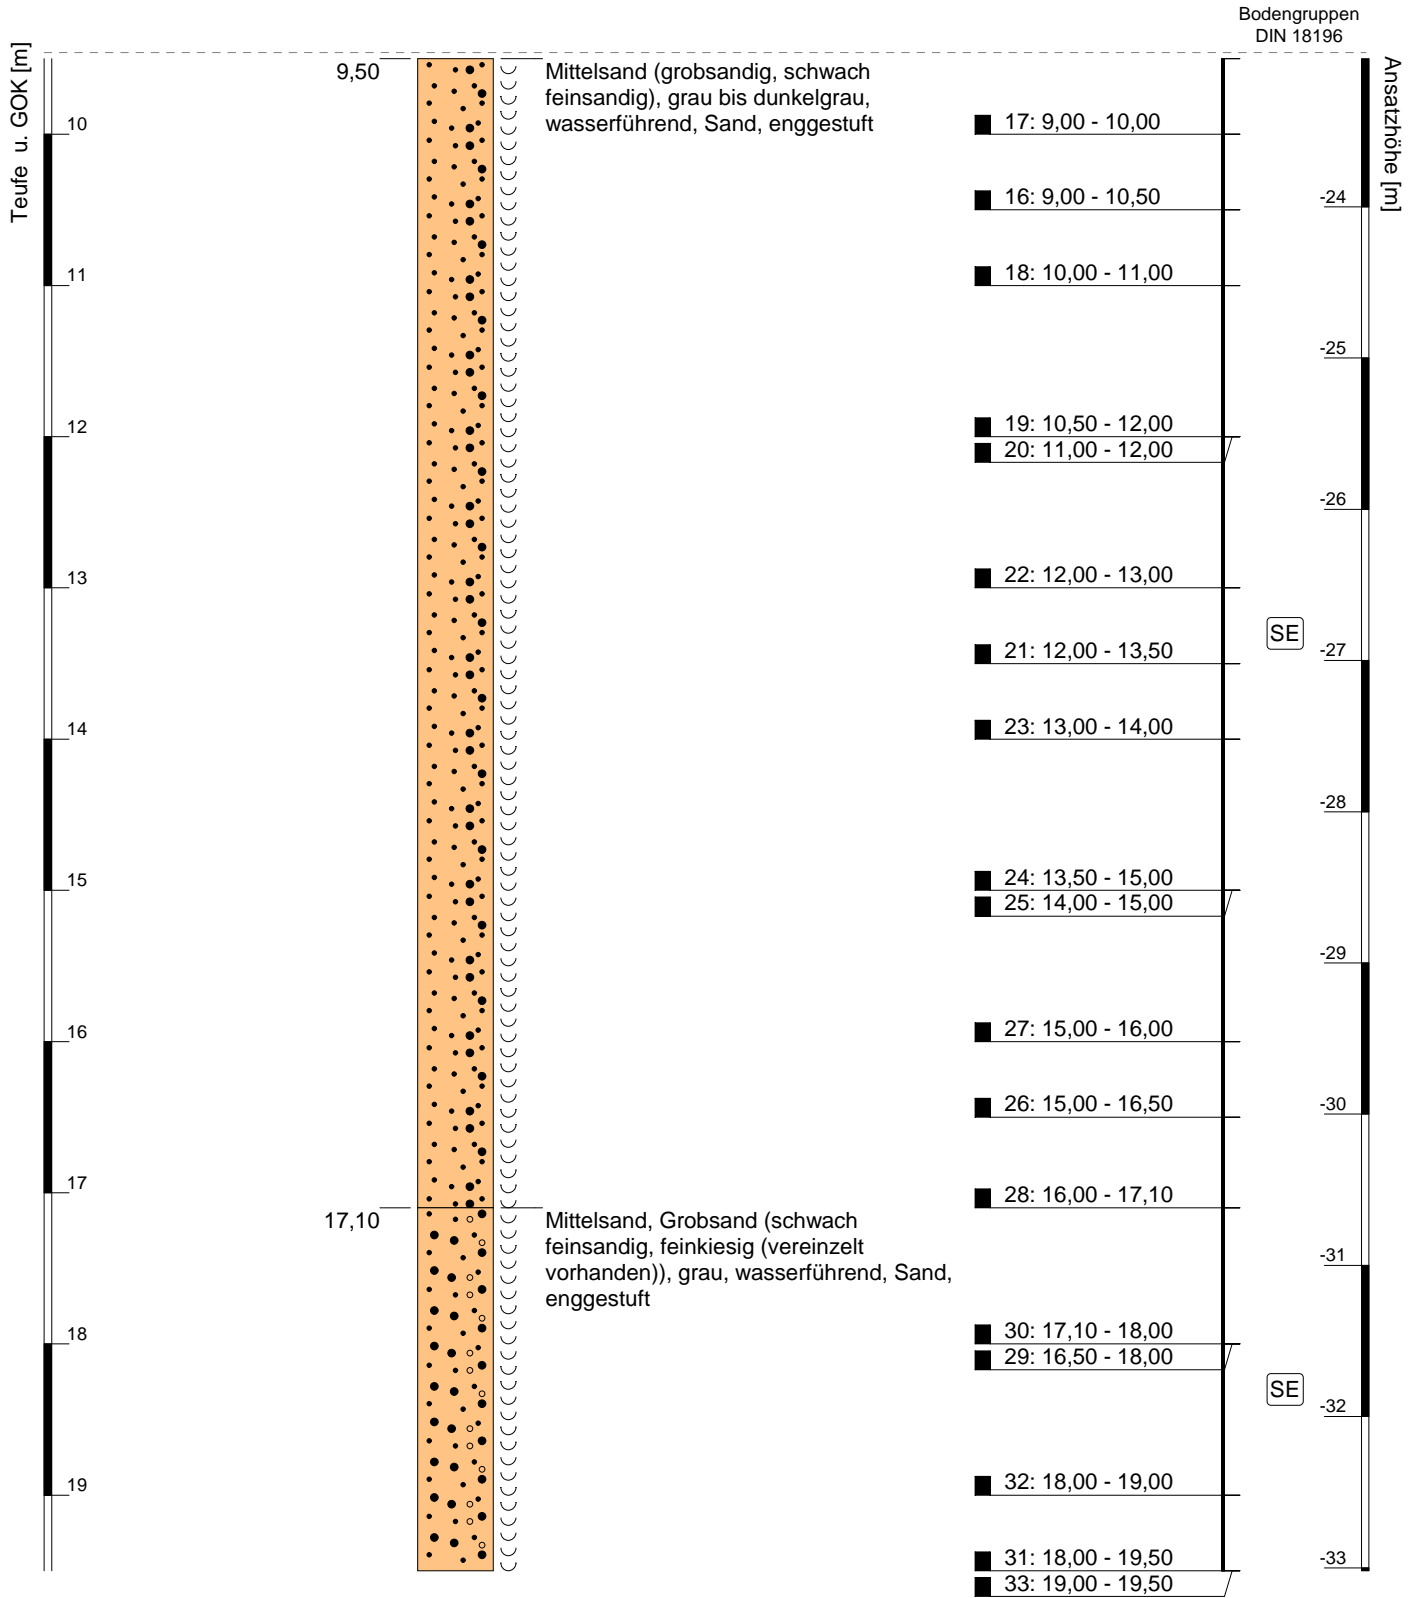 Bodengruppen
DIN 18196
Teufe u. GOK [m]
Ansatzhöhe [m]
9,50
Mittelsand (grobsandig, schwach
feinsandig), grau bis dunkelgrau,
wasserführend, Sand, enggestuft
10
17: 9,00 - 10,00
16: 9,00 - 10,50
-24
11
18: 10,00 - 11,00
-25
12
19: 10,50 - 12,00
20: 11,00 - 12,00
-26
13
22: 12,00 - 13,00
SE
21: 12,00 - 13,50
-27
14
23: 13,00 - 14,00
-28
15
24: 13,50 - 15,00
25: 14,00 - 15,00
-29
16
27: 15,00 - 16,00
26: 15,00 - 16,50
-30
17
28: 16,00 - 17,10
17,10
Mittelsand, Grobsand (schwach
feinsandig, feinkiesig (vereinzelt
vorhanden)), grau, wasserführend, Sand,
enggestuft
-31
18
30: 17,10 - 18,00
29: 16,50 - 18,00
SE
-32
19
32: 18,00 - 19,00
31: 18,00 - 19,50
-33
33: 19,00 - 19,50